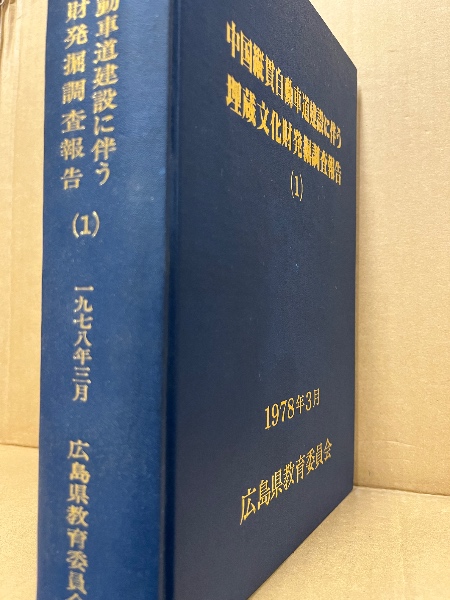 中国縦貫自動車道建設に伴う
埋蔵文化財発掘調査報告
(1)
1978年3月
広島県教育委員会
動車道建設に伴う
財発掘調査報告
(1)
一九七八年三月
広島県教育委員会